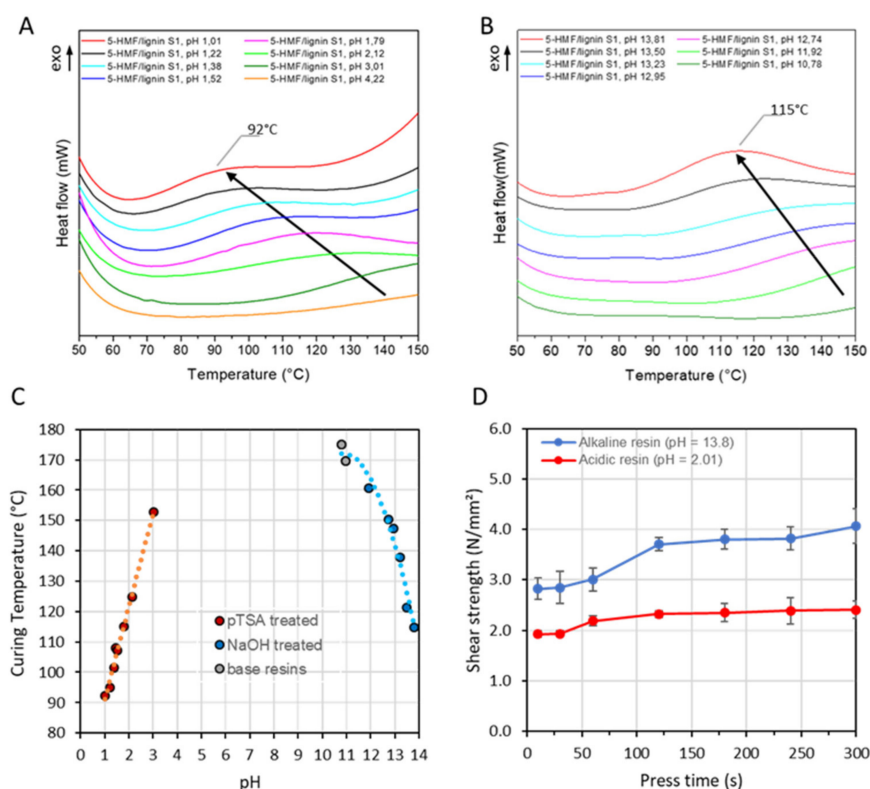 A
exo
5-HMF/lignin S1, pH 1,01
5-HMF/lignin S1, pH 1,22
5-HMF/lignin S1, pH 1,38
5-HMF/lignin S1, pH 1,52
5-HMF/lignin S1, pH 1,79
5-HMF/lignin S1, pH 2,12
5-HMF/lignin S1, pH 3,01
5-HMF/lignin S1, pH 4,22
92°C
Heat flow(mW)
50 60 70 80 90 100 110 120 130 140 150
Temperature (°C)
B
exo
5-HMF/lignin S1, pH 13,81
5-HMF/lignin S1, pH 13,50
5-HMF/lignin S1, pH 13,23
5-HMF/lignin S1, pH 12,95
5-HMF/lignin S1, pH 12,74
5-HMF/lignin S1, pH 11,92
5-HMF/lignin S1, pH 10,78
115°C
Heat flow(mW)
50 60 70 80 90 100 110 120 130 140 150
Temperature (°C)
C
180
170
160
150
140
130
120
110
100
90
80
Curing Temperature (°C)
pTSA treated
NaOH treated
base resins
0 1 2 3 4 5 6 7 8 9 10 11 12 13 14
pH
D
6.0
5.0
4.0
3.0
2.0
1.0
0.0
Shear strength (N/mm²)
Alkaline resin (pH = 13.8)
Acidic resin (pH = 2.01)
0 50 100 150 200 250 300
Press time (s)